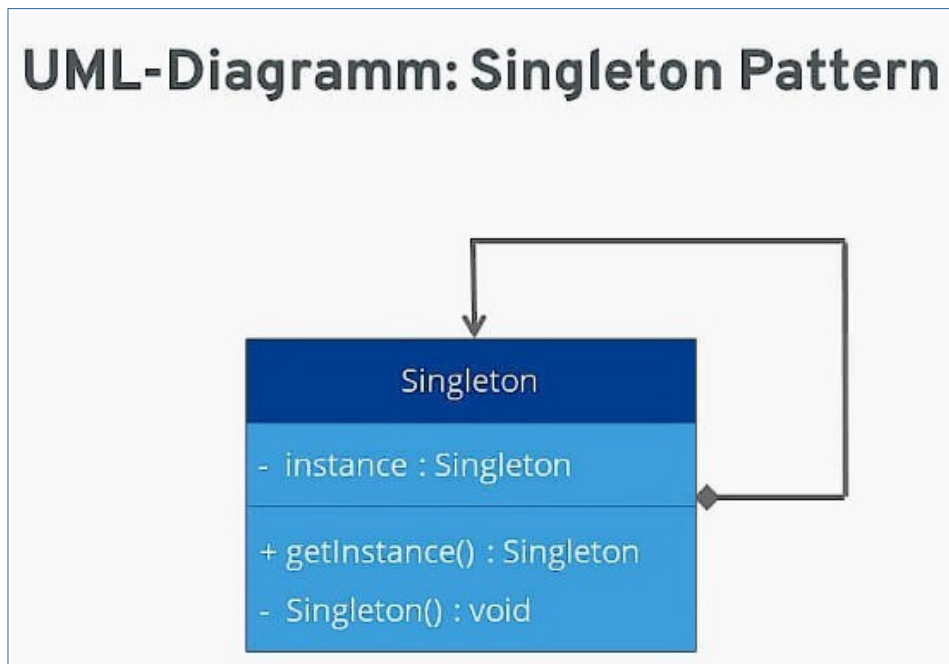 UML-Diagramm: Singleton Pattern
Singleton
- instance : Singleton
+ getInstance() : Singleton
- Singleton() : void